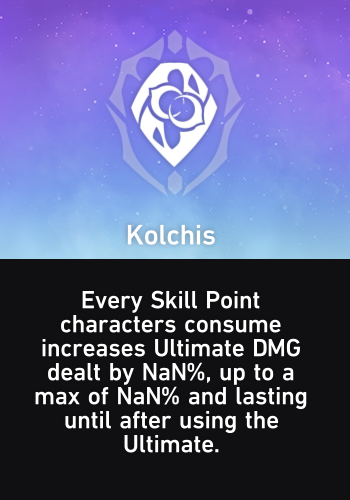 Kolchis
Every Skill Point
characters consume
increases Ultimate DMG
dealt by NaN%, up to a
max of NaN% and lasting
until after using the
Ultimate.